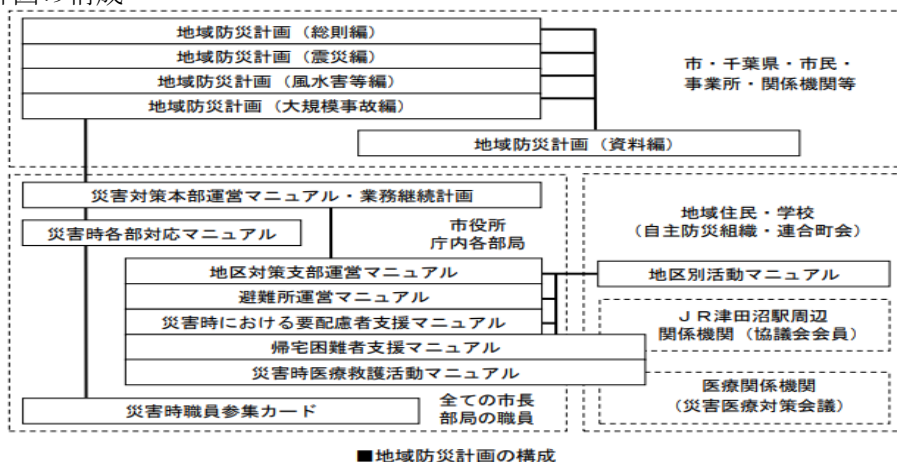 地域防災計画（総則編）
地域防災計画（震災編）
地域防災計画（風水害等編）
地域防災計画（大規模事故編）
市・千葉県・市民・
事業所・関係機関等
地域防災計画（資料編）
災害対策本部運営マニュアル・業務継続計画
災害時各部対応マニュアル
市役所
庁内各部局
地域住民・学校
（自主防災組織・連合町会）
地区対策支部運営マニュアル
地区別活動マニュアル
避難所運営マニュアル
災害時における要配慮者支援マニュアル
帰宅困難者支援マニュアル
ＪＲ津田沼駅周辺
関係機関（協議会会員）
災害時医療救護活動マニュアル
医療関係機関
（災害医療対策会議）
災害時職員参集カード
全ての市長
部局の職員
■地域防災計画の構成